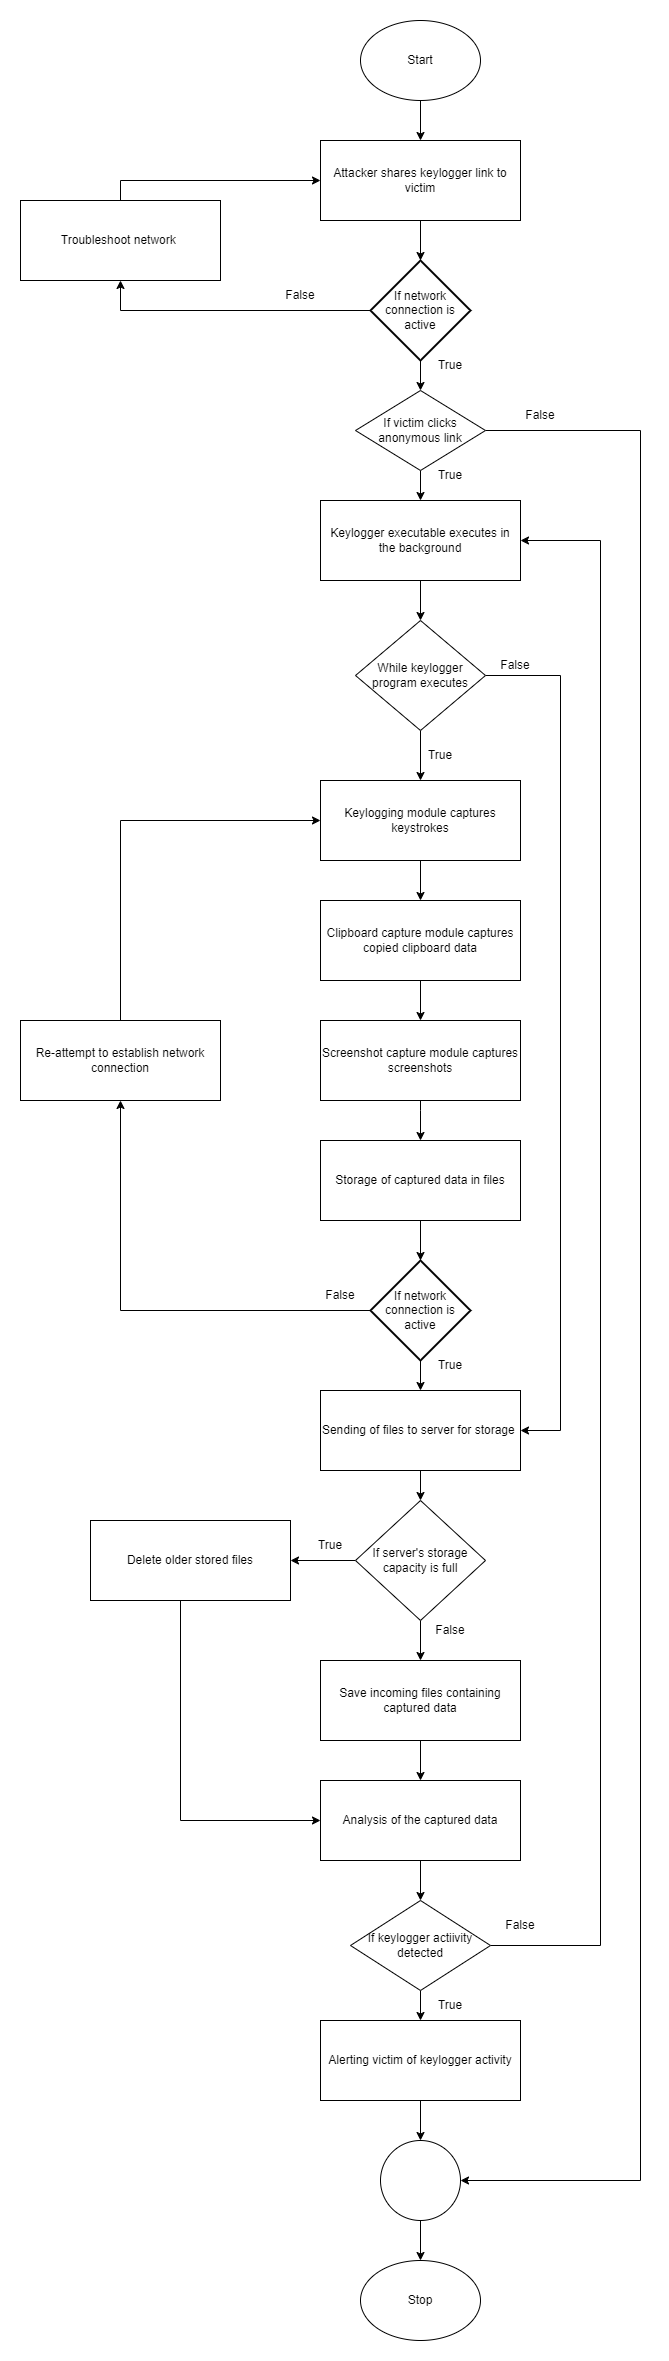 Start
Attacker shares keylogger link to
victim
Troubleshoot network
False
If network
connection is
active
True
If victim clicks
anonymous link
False
True
Keylogger executable executes in
the background
While keylogger
program executes
False
True
Keylogging module captures
keystrokes
Clipboard capture module captures
copied clipboard data
Re-attempt to establish network
connection
Screenshot capture module captures
screenshots
Storage of captured data in files
False
If network
connection is
active
True
Sending of files to server for storage
Delete older stored files
True
If server's storage
capacity is full
False
Save incoming files containing
captured data
Analysis of the captured data
If keylogger actiivity
detected
False
True
Alerting victim of keylogger activity
Stop